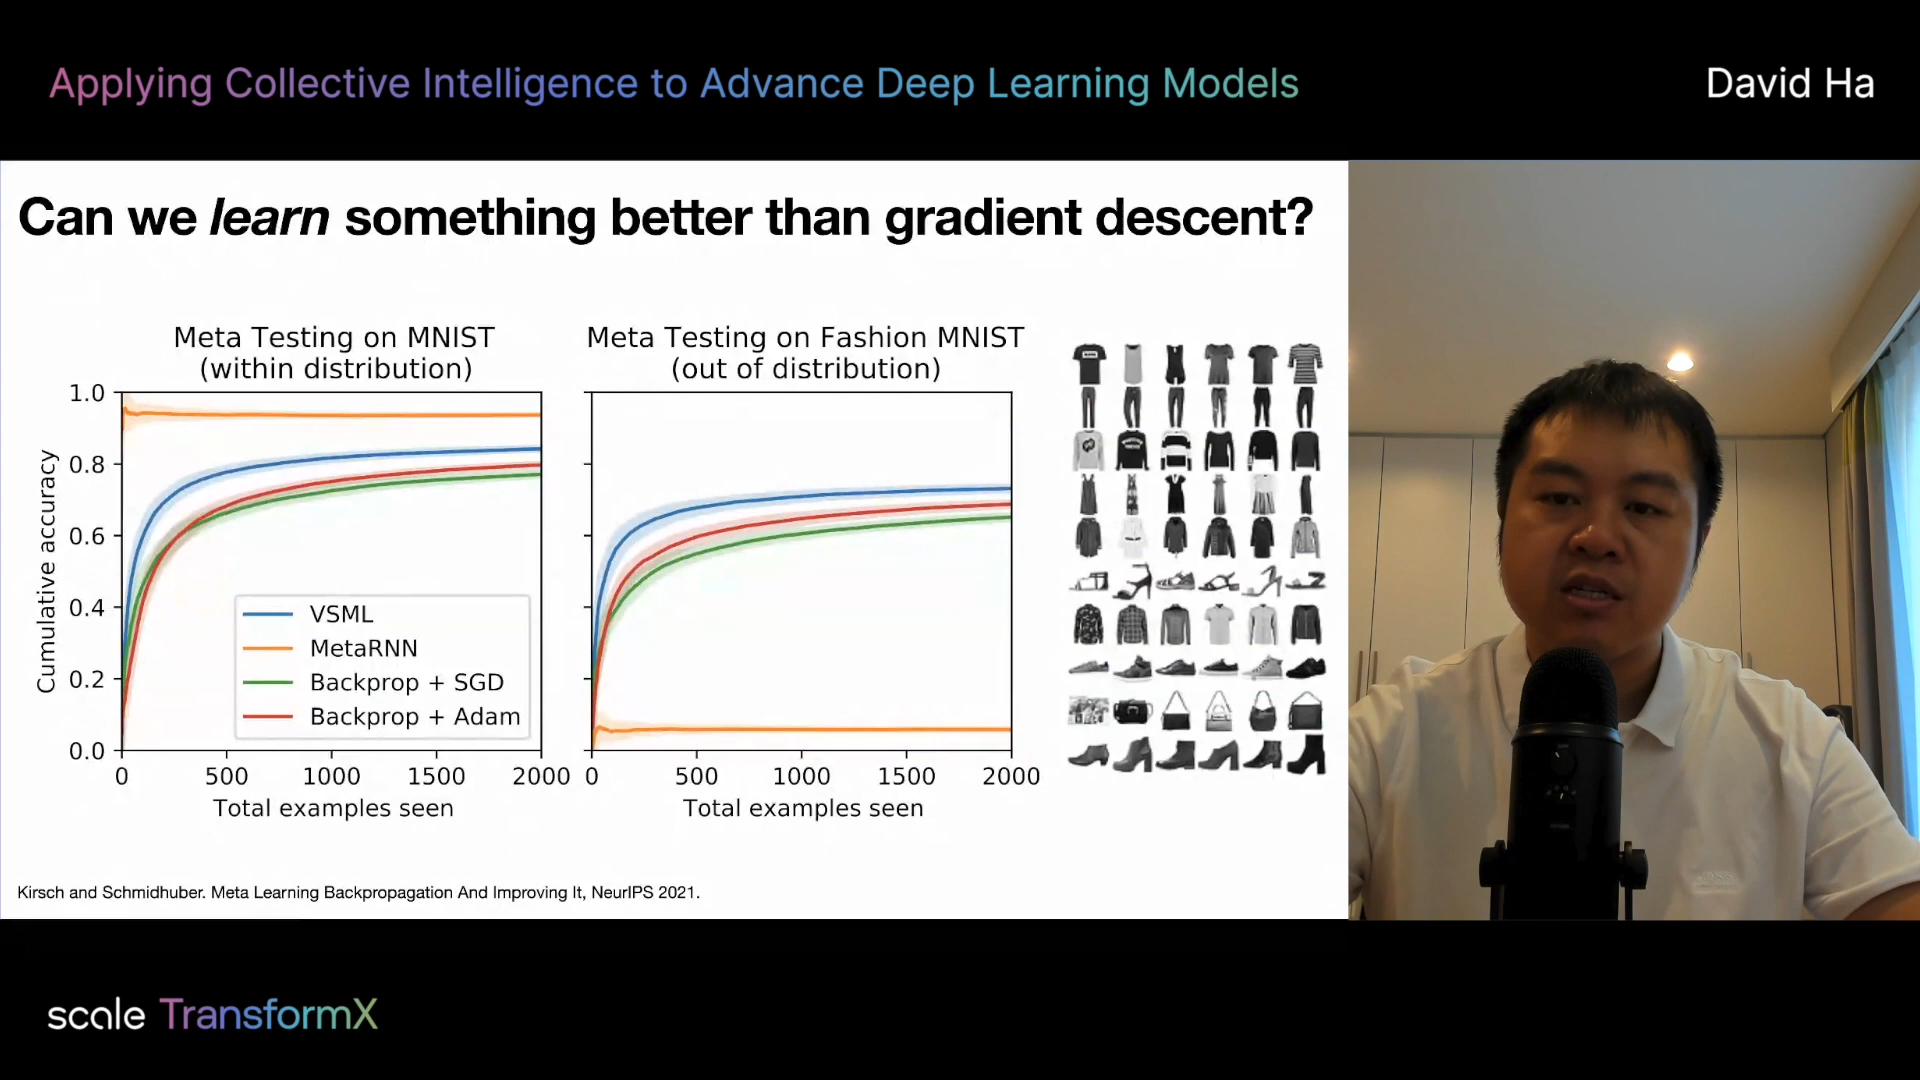 Applying Collective Intelligence to Advance Deep Learning Models
David Ha
Can we learn something better than gradient descent?
Meta Testing on MNIST
(within distribution)
Meta Testing on Fashion MNIST
(out of distribution)
Cumulative accuracy
1.0
0.8
0.6
0.4
0.2
0.0
VSML
MetaRNN
Backprop + SGD
Backprop + Adam
0 500 1000 1500 2000
Total examples seen
0 500 1000 1500 2000
Total examples seen
Kirsch and Schmidhuber. Meta Learning Backpropagation And Improving It, NeurIPS 2021.
scale TransformX